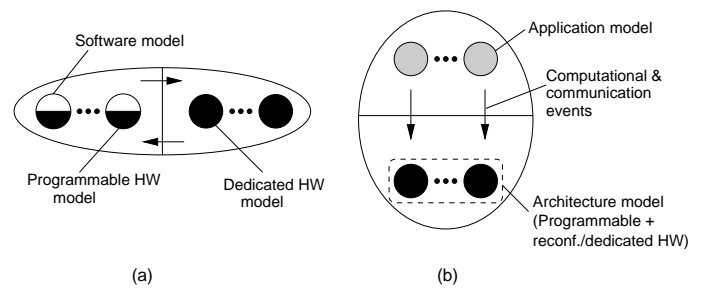 Software model
Programmable HW
model
Dedicated HW
model
(a)
Application model
Computational &
communication
events
Architecture model
(Programmable +
reconf./dedicated HW)
(b)